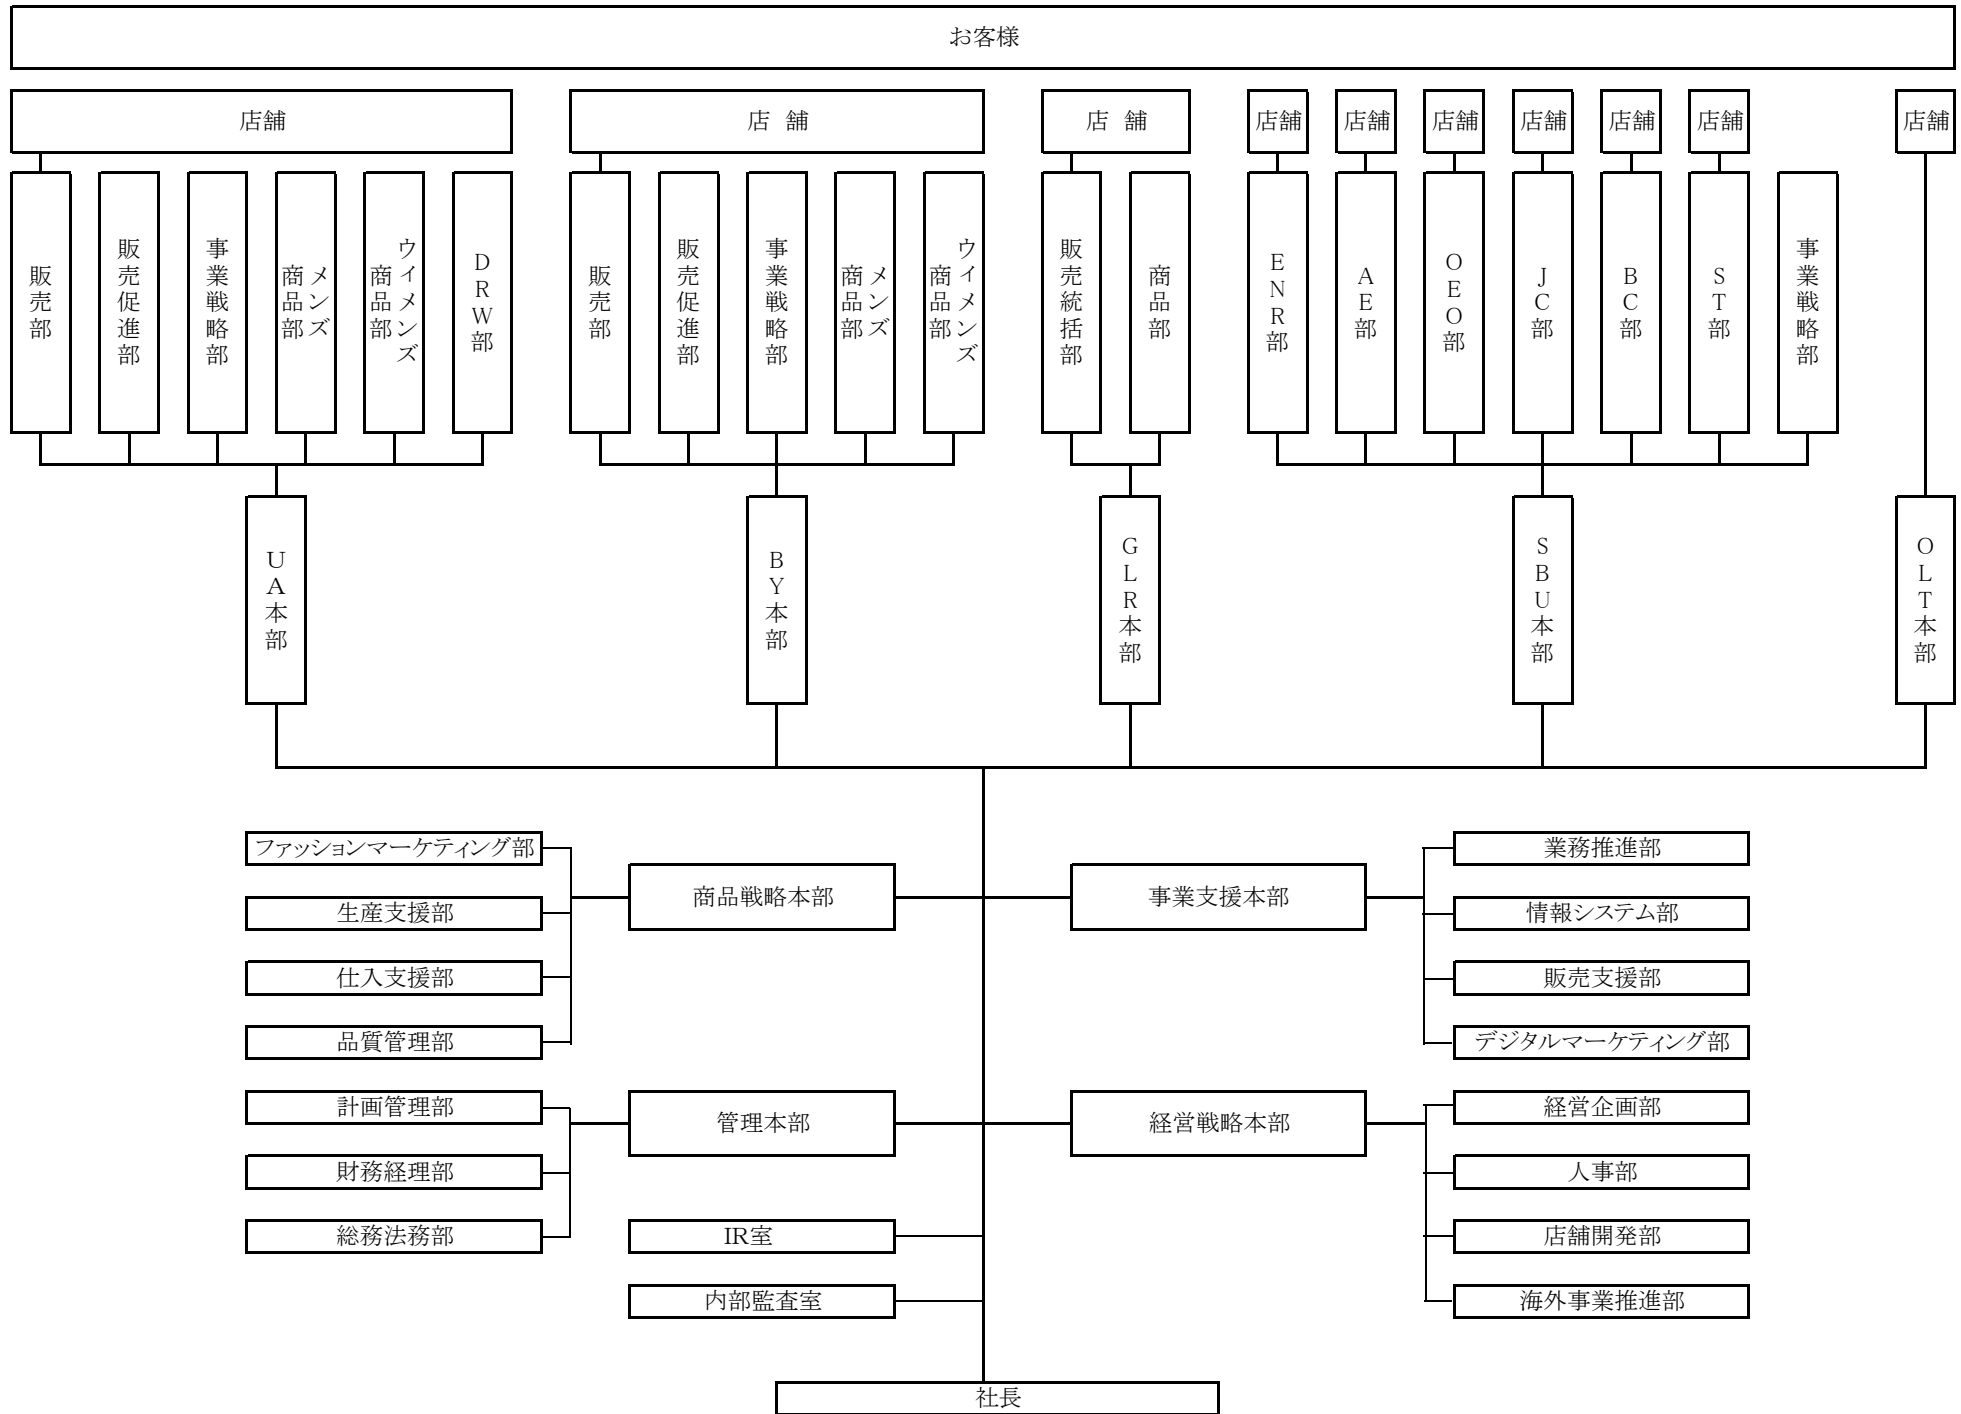 お客様
店舗
店 舗
店 舗
店舗
店舗
店舗
店舗
店舗
店舗
店舗
販売部
販売促進部
事業戦略部
メンズ
商品部
ウイメンズ
商品部
DRW部
販売部
販売促進部
事業戦略部
メンズ
商品部
ウイメンズ
商品部
販売統括部
商品部
ENR部
AE部
OEO部
JC部
BC部
ST部
事業戦略部
UA本部
BY本部
GLR本部
SBU本部
OLT本部
ファッションマーケティング部
生産支援部
仕入支援部
品質管理部
商品戦略本部
事業支援本部
業務推進部
情報システム部
販売支援部
デジタルマーケティング部
計画管理部
財務経理部
総務法務部
管理本部
経営戦略本部
経営企画部
人事部
店舗開発部
海外事業推進部
IR室
内部監査室
社長